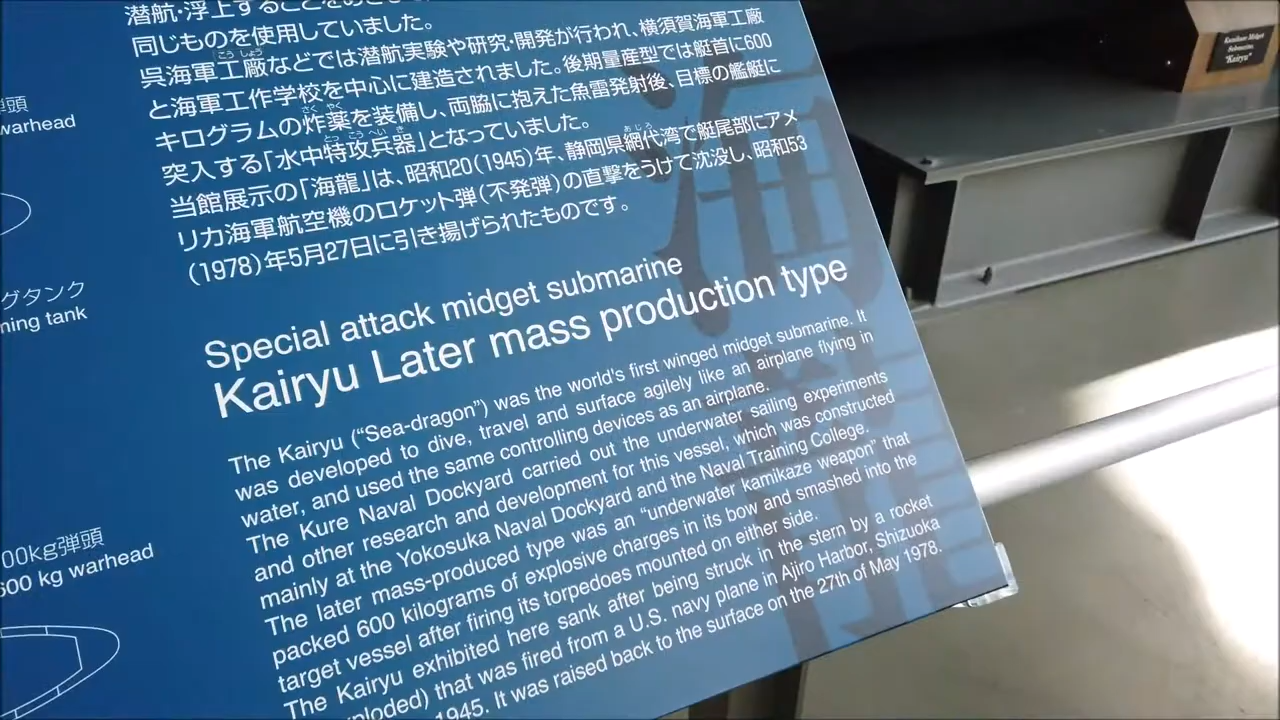 潜航・浮上することを
同じものを使用していました。
呉海軍工廠などでは潜航実験や研究・開発が行われ、横須賀海軍工廠
と海軍工作学校を中心に建造されました。後期量産型では艇首に600
キログラムの炸薬を装備し、両脇に抱えた魚雷発射後、目標の艦艇に
突入する「水中特攻兵器」となっていました。
当館展示の「海龍」は、昭和20(1945)年、静岡県網代湾で艇尾部にアメ
リカ海軍航空機のロケット弾(不発弾)の直撃をうけて沈没し、昭和53
(1978)年5月27日に引き揚げられたものです。
Special attack midget submarine
Kairyu Later mass production type
The Kairyu (“Sea-dragon”) was the world's first winged midget submarine. It
was developed to dive, travel and surface agilely like an airplane flying in
water, and used the same controlling devices as an airplane.
The Kure Naval Dockyard carried out the underwater sailing experiments
and other research and development for this vessel, which was constructed
mainly at the Yokosuka Naval Dockyard and the Naval Training College.
The later mass-produced type was an “underwater kamikaze weapon” that
packed 600 kilograms of explosive charges in its bow and smashed into the
target vessel after firing its torpedoes mounted on either side.
The Kairyu exhibited here sank after being struck in the stern by a rocket
xploded) that was fired from a U.S. navy plane in Ajiro Harbor, Shizuoka
1945. It was raised back to the surface on the 27th of May 1978.
弾頭
warhead
グタンク
ning tank
00kg弾頭
600 kg warhead
海龍
Kamikaze Midget
Submarine
"Kairyu"